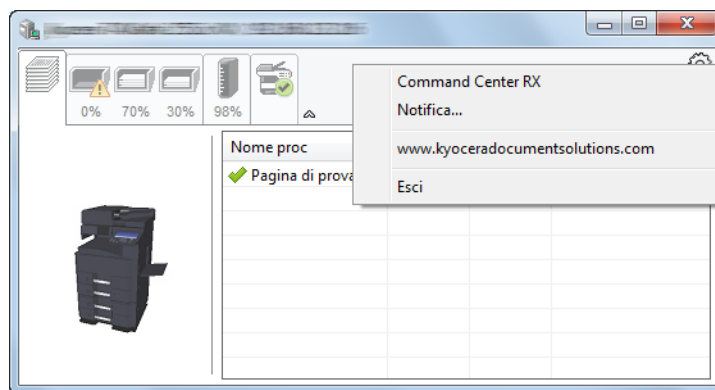 0% 70% 30% 98%
Command Center RX
Notifica...
www.kyoceradocumentsolutions.com
Esci
Nome proc
Pagina di prova